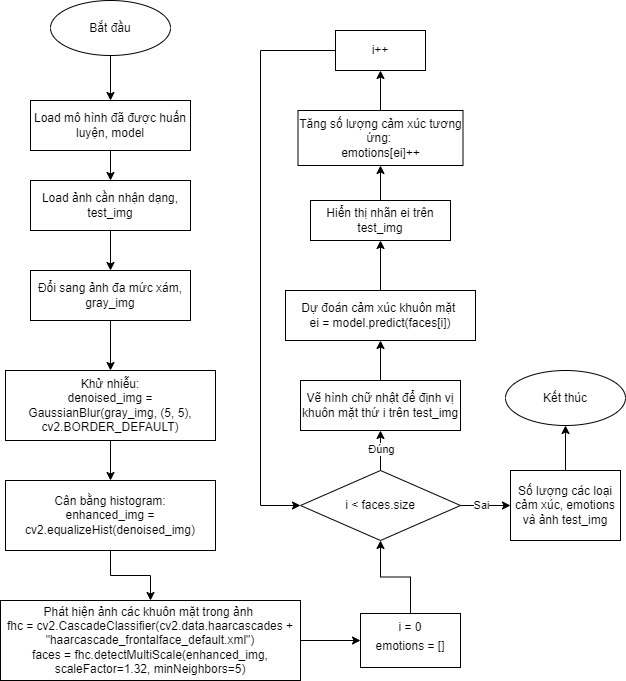 Bắt đầu
Load mô hình đã được huấn
luyện, model
Load ảnh cần nhận dạng,
test_img
Đổi sang ảnh đa mức xám,
gray_img
Khử nhiễu:
denoised_img =
GaussianBlur(gray_img, (5, 5),
cv2.BORDER_DEFAULT)
Cân bằng histogram:
enhanced_img =
cv2.equalizeHist(denoised_img)
Phát hiện ảnh các khuôn mặt trong ảnh
fhc = cv2.CascadeClassifier(cv2.data.haarcascades +
"haarcascade_frontalface_default.xml")
faces = fhc.detectMultiScale(enhanced_img,
scaleFactor=1.32, minNeighbors=5)
i = 0
emotions = []
i < faces.size
Đúng
Vẽ hình chữ nhật để định vị
khuôn mặt thứ i trên test_img
Dự đoán cảm xúc khuôn mặt
ei = model.predict(faces[i])
Hiển thị nhãn ei trên
test_img
Tăng số lượng cảm xúc tương
ứng:
emotions[ei]++
i++
Sai
Số lượng các loại
cảm xúc, emotions
và ảnh test_img
Kết thúc